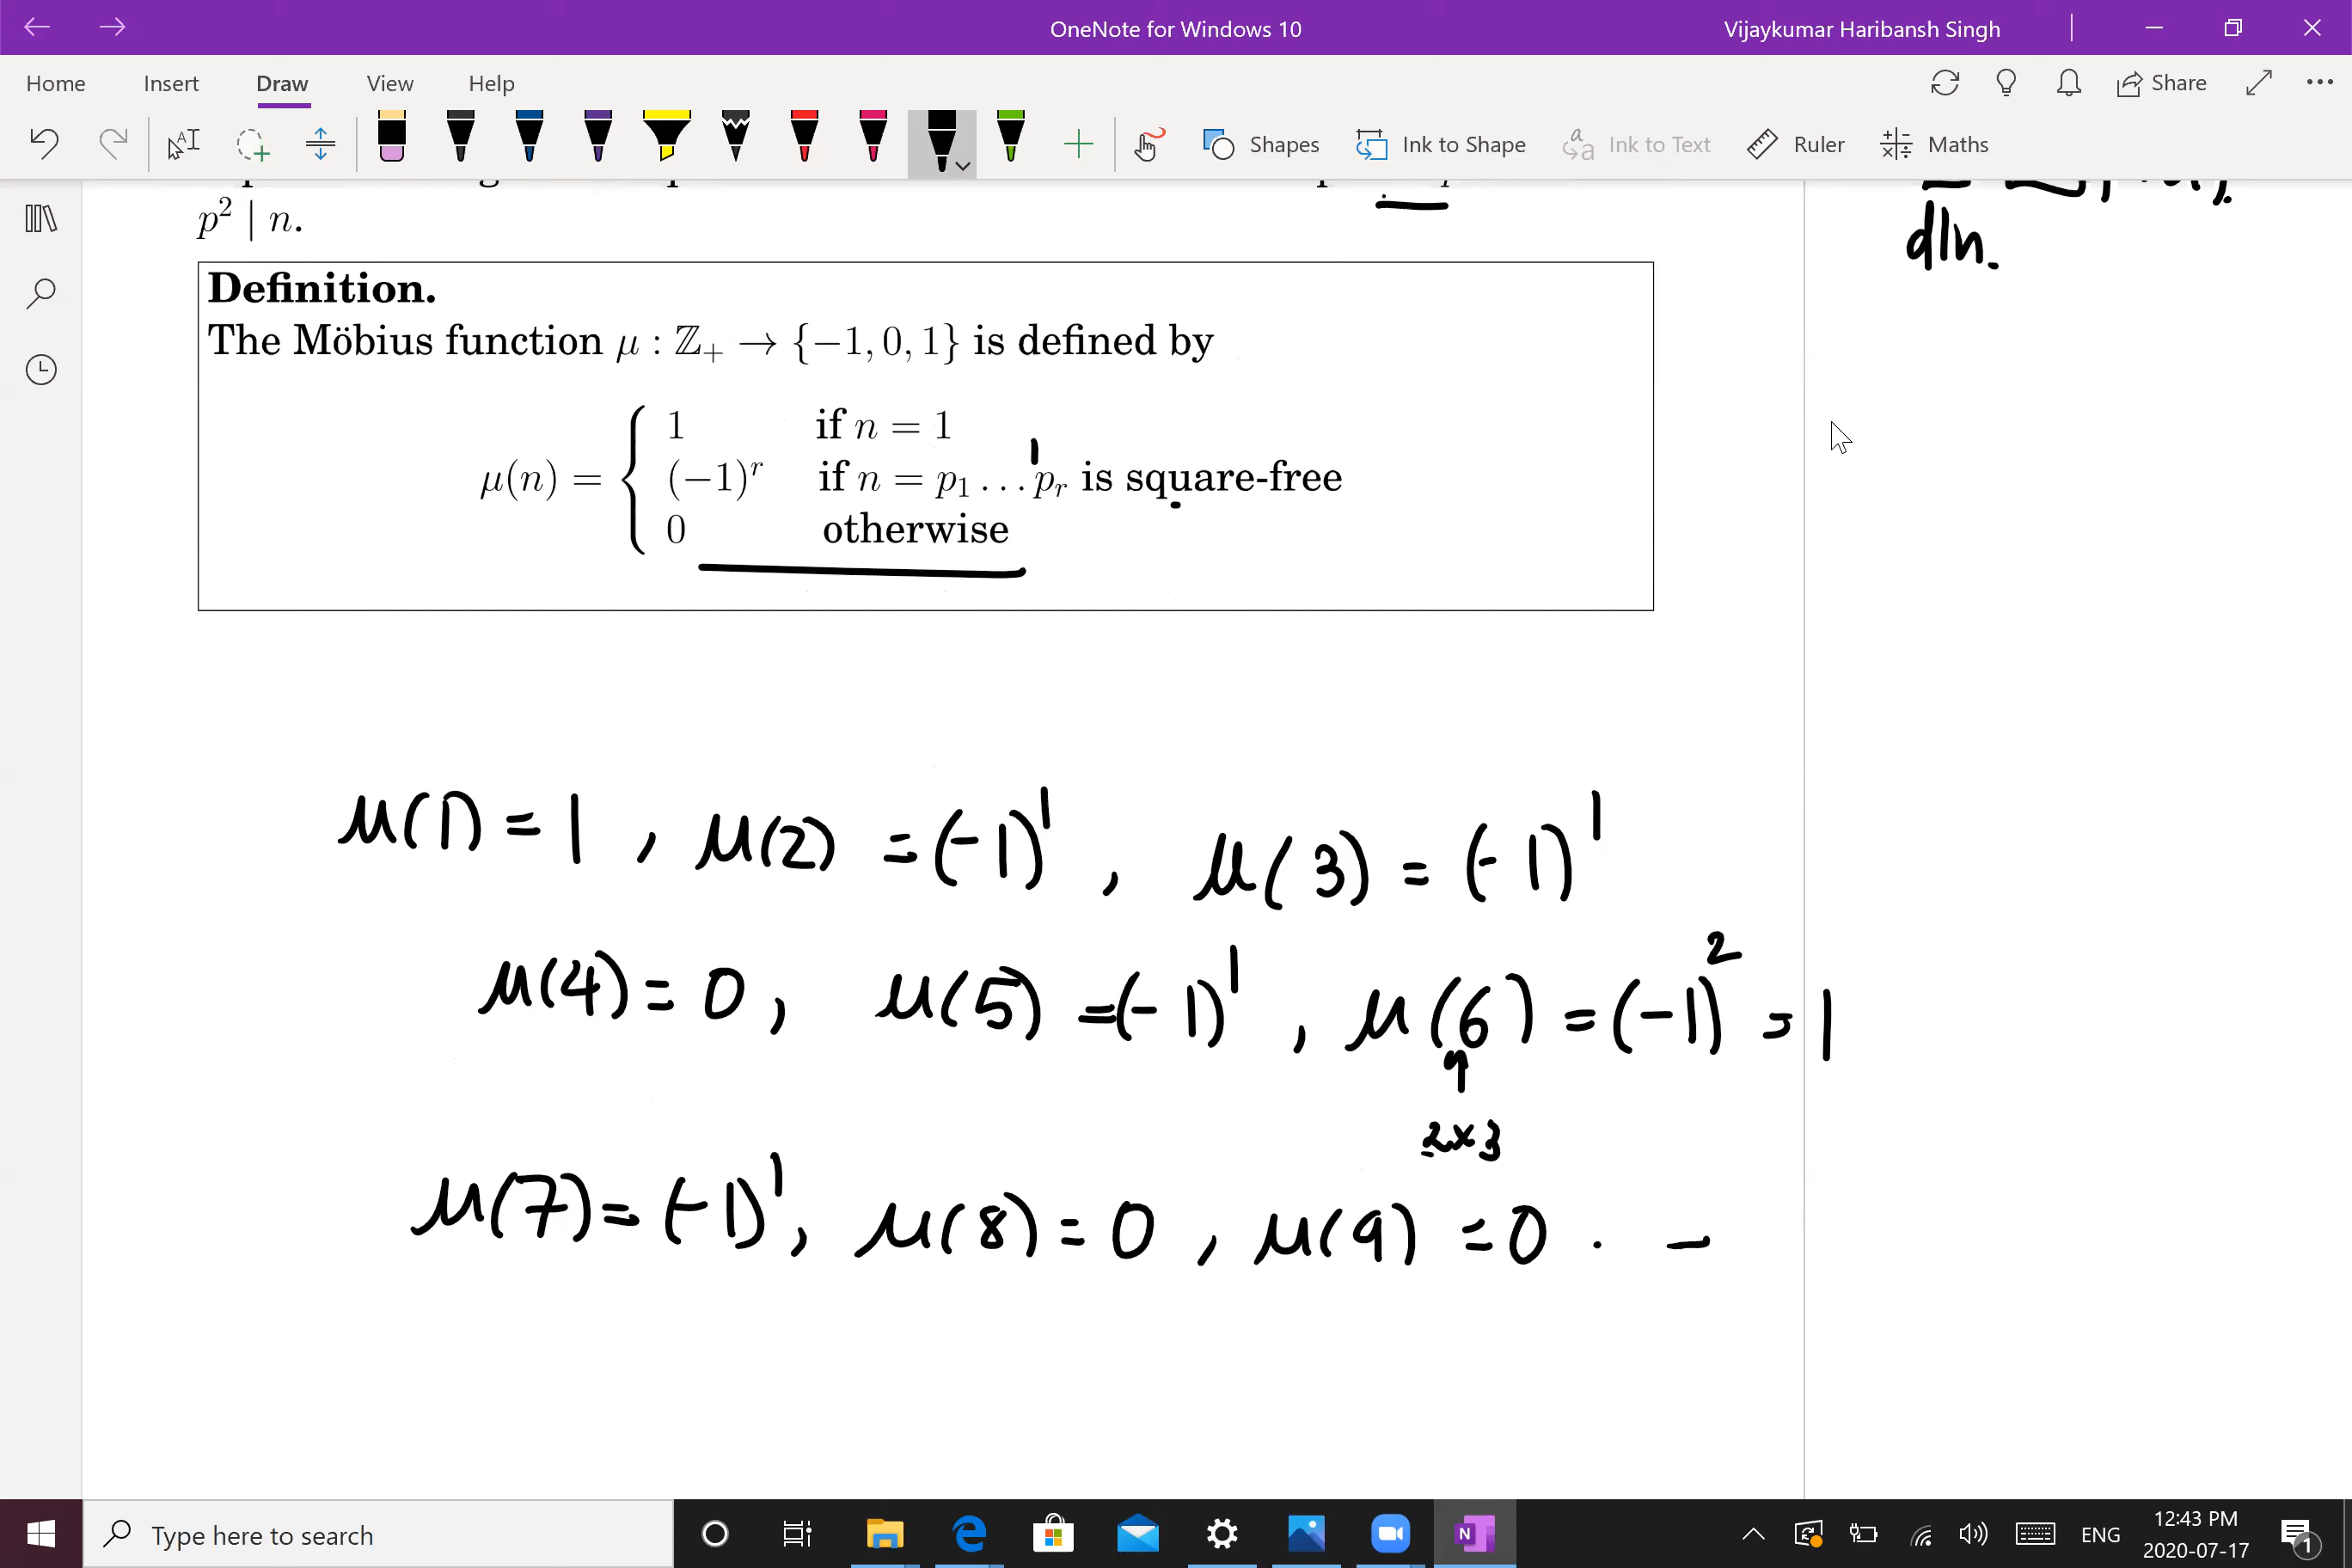 OneNote for Windows 10
Vijaykumar Haribansh Singh
Home Insert Draw View Help
Share
Shapes Ink to Shape Ink to Text Ruler Maths
p² | n.
d|n.
Definition.
The Möbius function μ : ℤ₊ → {−1, 0, 1} is defined by
1 if n = 1
μ(n) = { (−1)^r if n = p₁ … p_r is square-free
0 otherwise
μ(1) = 1 , μ(2) = (-1)¹ , μ(3) = (-1)¹
μ(4) = 0 , μ(5) = (-1)¹ , μ(6) = (-1)² = 1
2×3
μ(7) = (-1)¹ , μ(8) = 0 , μ(9) = 0 . -
Type here to search
ENG
12:43 PM
2020-07-17
1